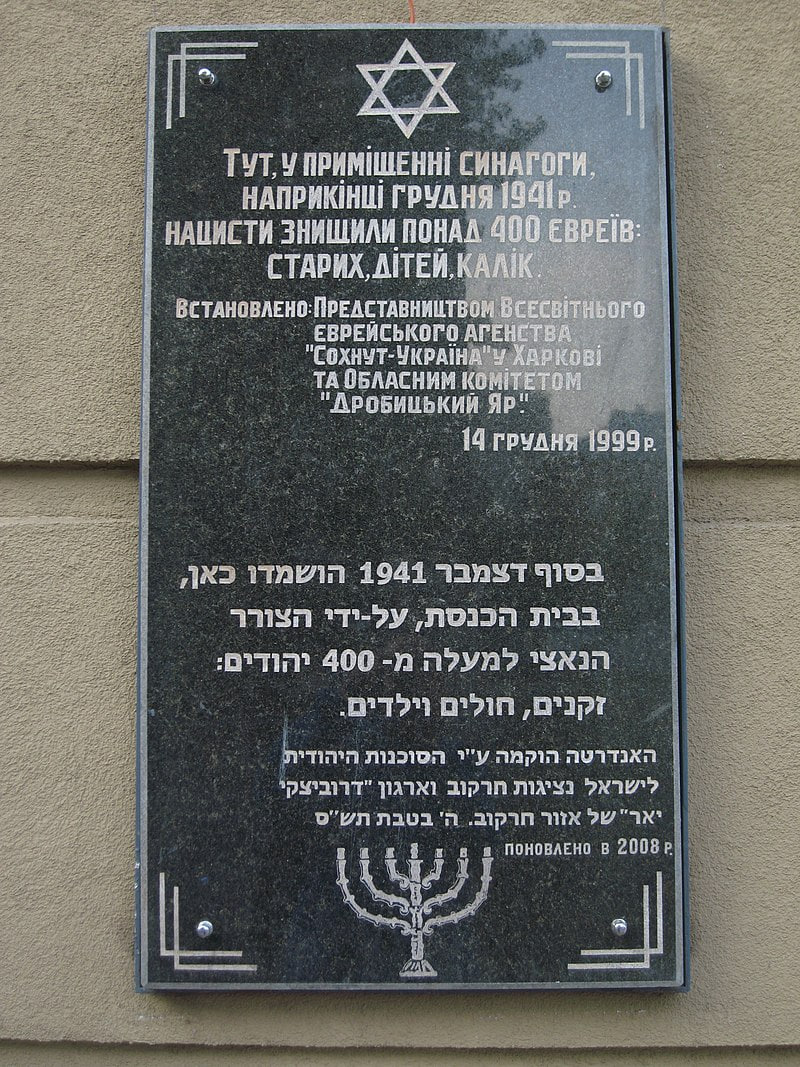 Тут, у приміщенні синагоги,
наприкінці грудня 1941 р.
нацисти знищили понад 400 євреїв:
старих, дітей, калік.
Встановлено: Представництвом Всесвітнього
єврейського агенства
"Сохнут-Україна" у Харкові
та Обласним комітетом
"Дробицький Яр".
14 грудня 1999 р.
בסוף דצמבר 1941 הושמדו כאן,
בבית הכנסת, על-ידי הצורר
הנאצי למעלה מ- 400 יהודים:
זקנים, חולים וילדים.
האנדרטה הוקמה ע"י הסוכנות היהודית
לישראל נציגות חרקוב וארגון "דרוביצקי
יאר" של אזור חרקוב. ה' בטבת תש"ס
поновлено в 2008 р.